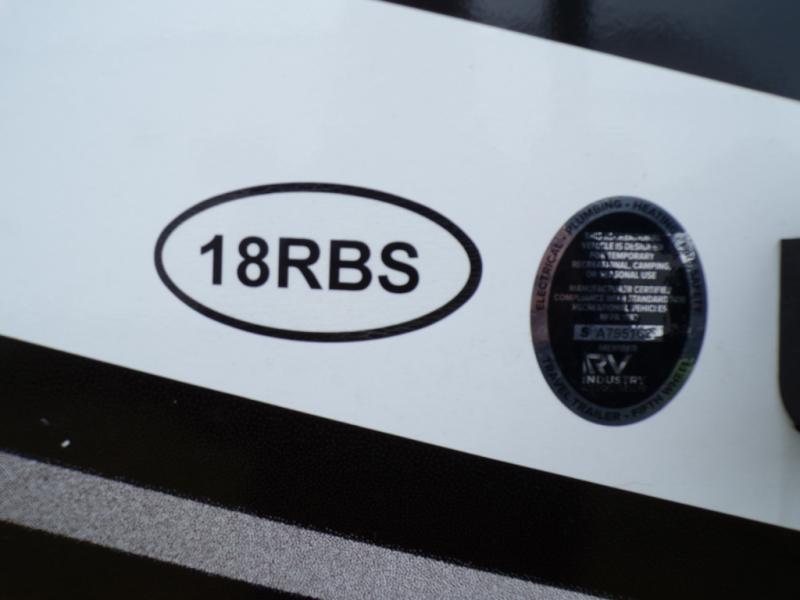 18RBS
ELECTRICAL • PLUMBING • HEATING
VEHICLE IS DESIGNED
FOR TEMPORARY
RECREATIONAL, CAMPING,
OR SEASONAL USE
MANUFACTURER CERTIFIES
COMPLIANCE WITH STANDARD FOR
RECREATIONAL VEHICLES
MEMBER
RV
INDUSTRY
TRAVEL TRAILER • FIFTH WHEEL